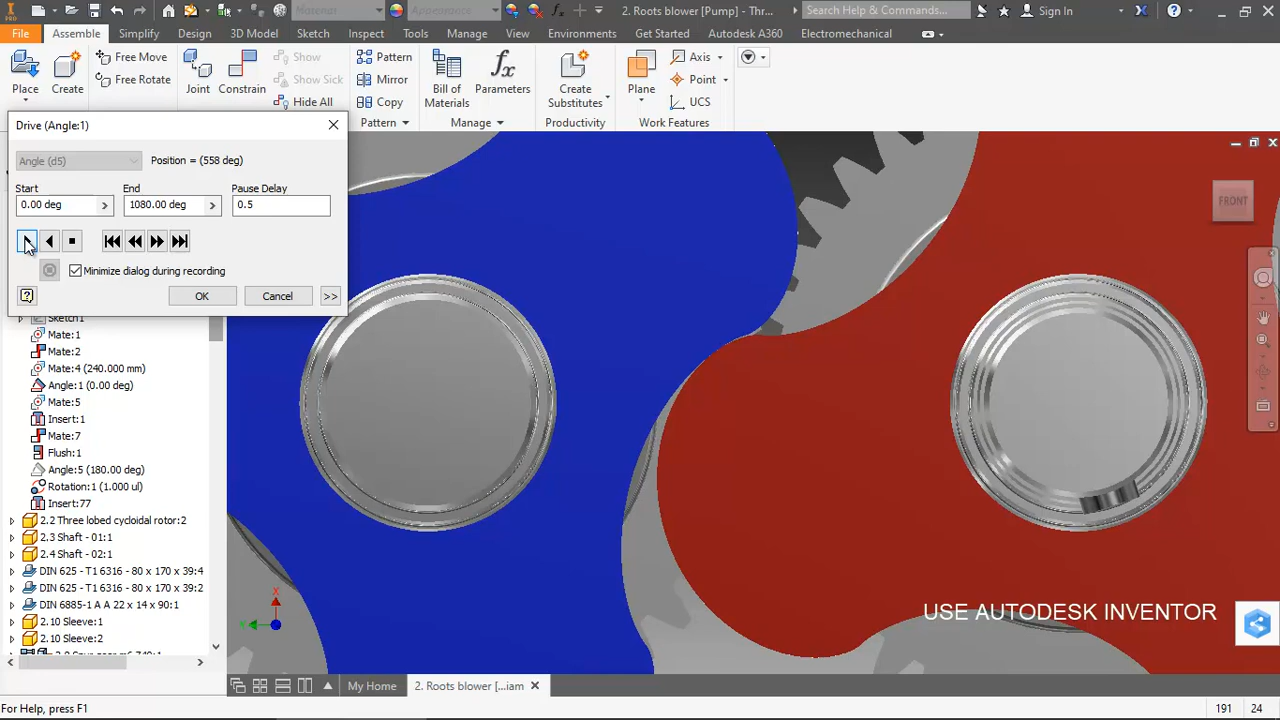 PRO
Hatchet
Appearance
2. Roots blower [Pump] - Thr...
Search Help & Commands...
Sign In
File Assemble Simplify Design 3D Model Sketch Inspect Tools Manage View Environments Get Started Autodesk A360 Electromechanical
Place
Create
Free Move
Free Rotate
Joint
Constrain
Show
Show Sick
Hide All
Pattern
Mirror
Copy
Pattern
Bill of
Materials
Parameters
Manage
Create
Substitutes
Productivity
Plane
Axis
Point
UCS
Work Features
Drive (Angle:1)
Angle (d5) Position = (558 deg)
Start End Pause Delay
0.00 deg 1080.00 deg 0.5
Minimize dialog during recording
OK Cancel >>
Sketch1
Mate:1
Mate:2
Mate:4 (240.000 mm)
Angle:1 (0.00 deg)
Mate:5
Insert:1
Mate:7
Flush:1
Angle:5 (180.00 deg)
Rotation:1 (1.000 ul)
Insert:77
2.2 Three lobed cycloidal rotor:2
2.3 Shaft - 01:1
2.4 Shaft - 02:1
DIN 625 - T1 6316 - 80 x 170 x 39:4
DIN 625 - T1 6316 - 80 x 170 x 39:2
DIN 6885-1 A A 22 x 14 x 90:1
2.10 Sleeve:1
2.10 Sleeve:2
FRONT
X
Y
USE AUTODESK INVENTOR
My Home 2. Roots blower [...iam
For Help, press F1 191 24